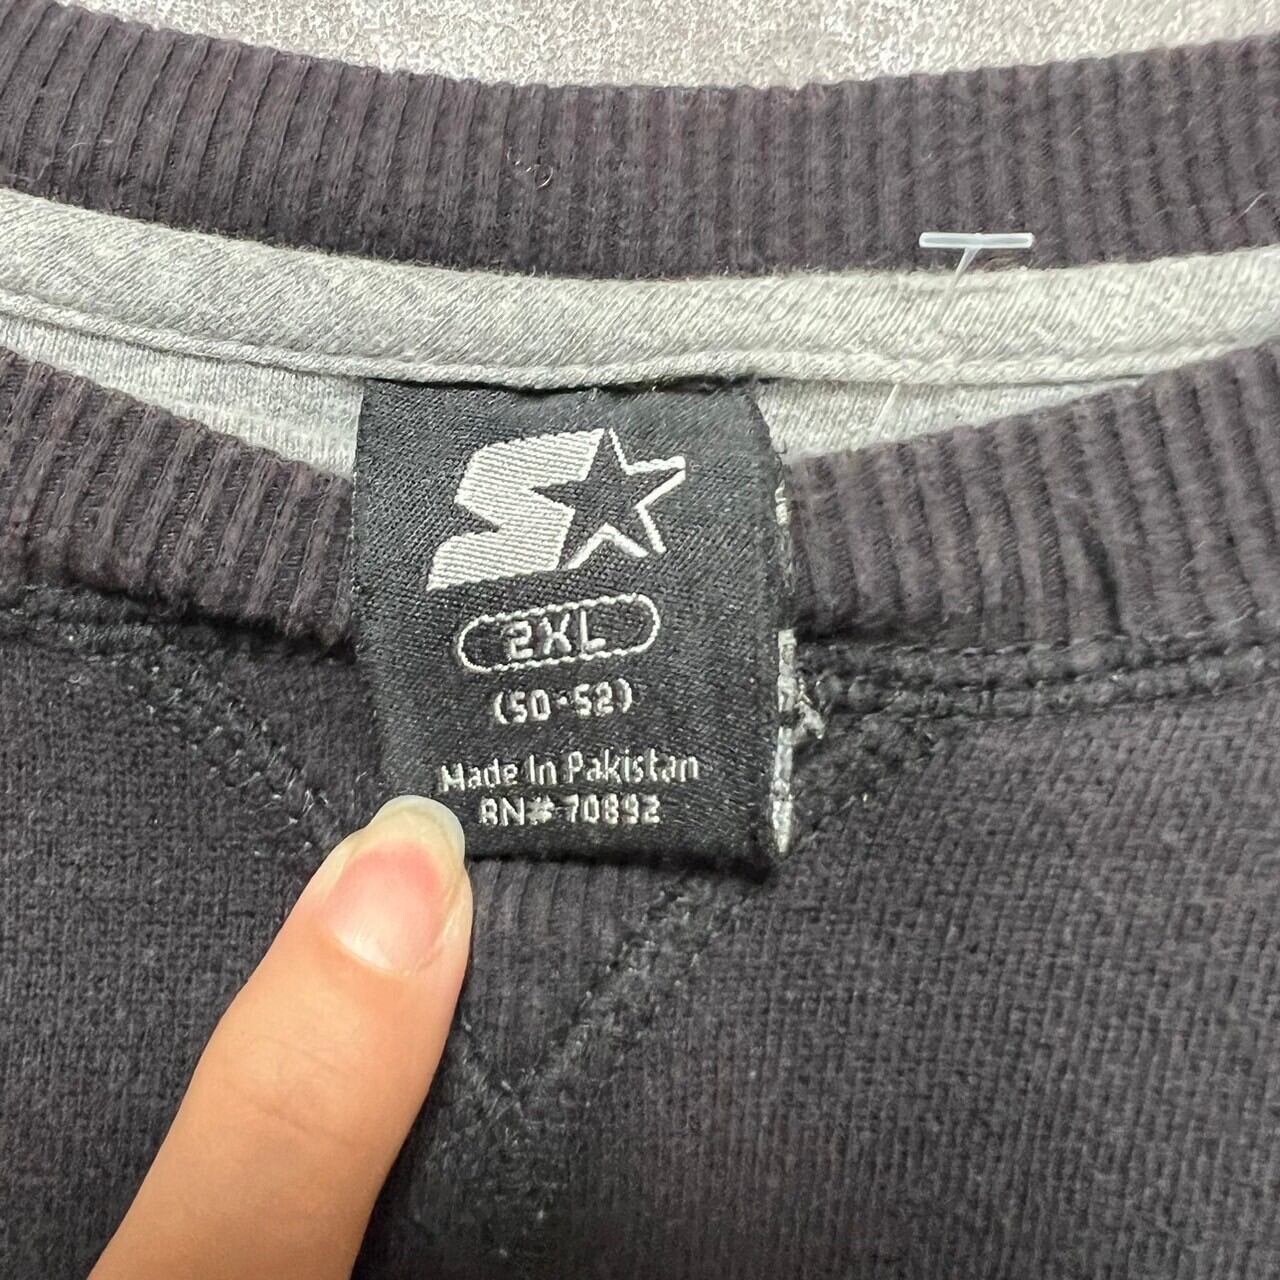 2XL
(50-52)
Made In Pakistan
RN# 70892